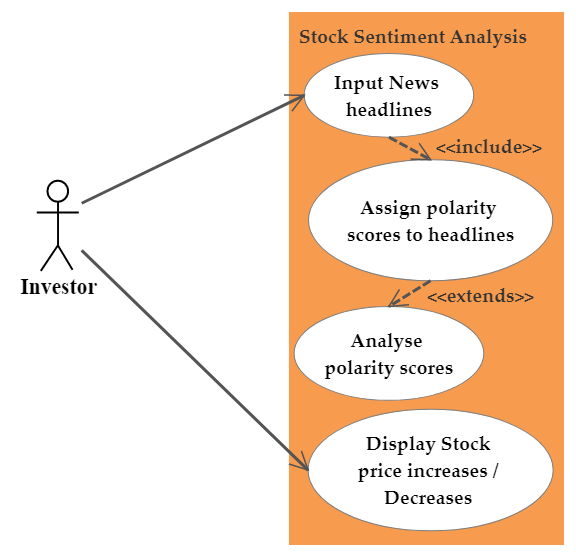 Stock Sentiment Analysis
Input News
headlines
<<include>>
Assign polarity
scores to headlines
Investor
<<extends>>
Analyse
polarity scores
Display Stock
price increases /
Decreases